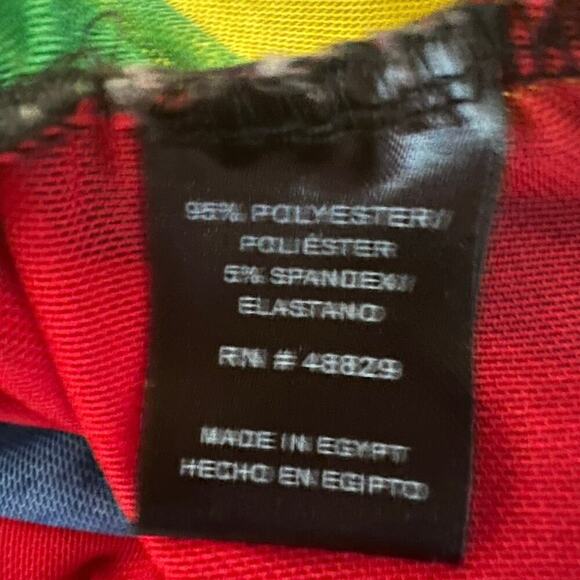 95% POLYESTER/
POLIÉSTER
5% SPANDEX/
ELASTANO
RN # 48829
MADE IN EGYPT/
HECHO EN EGIPTO